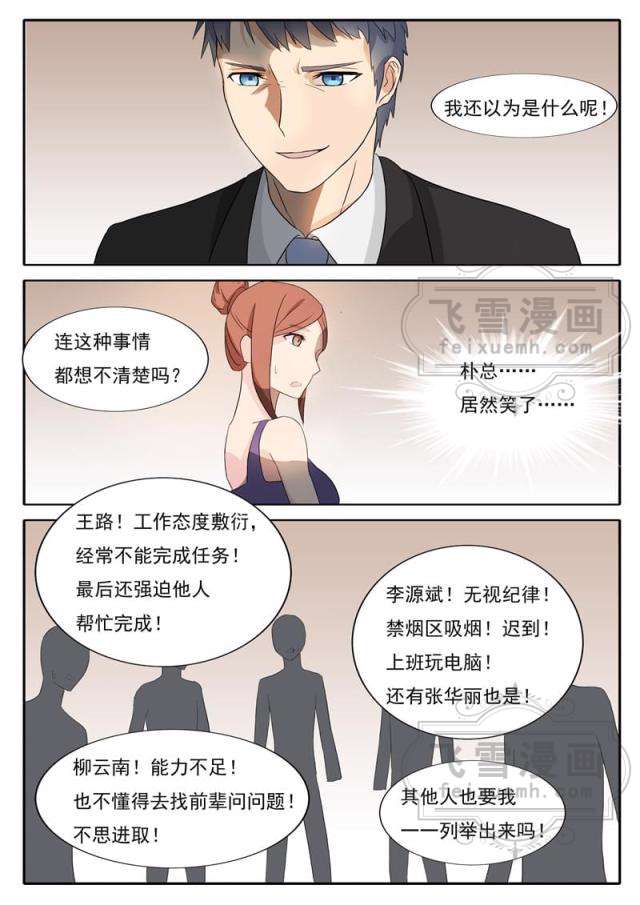 我还以为是什么呢！
飞雪漫画
feixuemh.com
连这种事情
都想不清楚吗？
朴总……
居然笑了……
王路！工作态度敷衍，
经常不能完成任务！
最后还强迫他人
帮忙完成！
李源斌！无视纪律！
禁烟区吸烟！迟到！
上班玩电脑！
还有张华丽也是！
柳云南！能力不足！
也不懂得去找前辈问问题！
不思进取！
飞雪漫画
feixuemh.com
其他人也要我
一一列举出来吗！